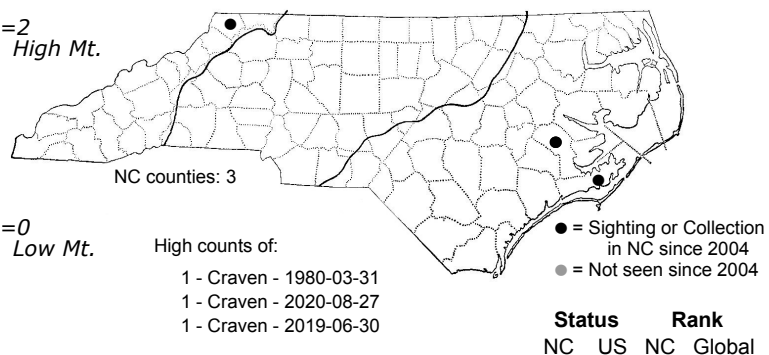 =2
High Mt.
NC counties: 3
=0
Low Mt.
High counts of:
1 - Craven - 1980-03-31
1 - Craven - 2020-08-27
1 - Craven - 2019-06-30
● = Sighting or Collection
in NC since 2004
● = Not seen since 2004
Status Rank
NC US NC Global